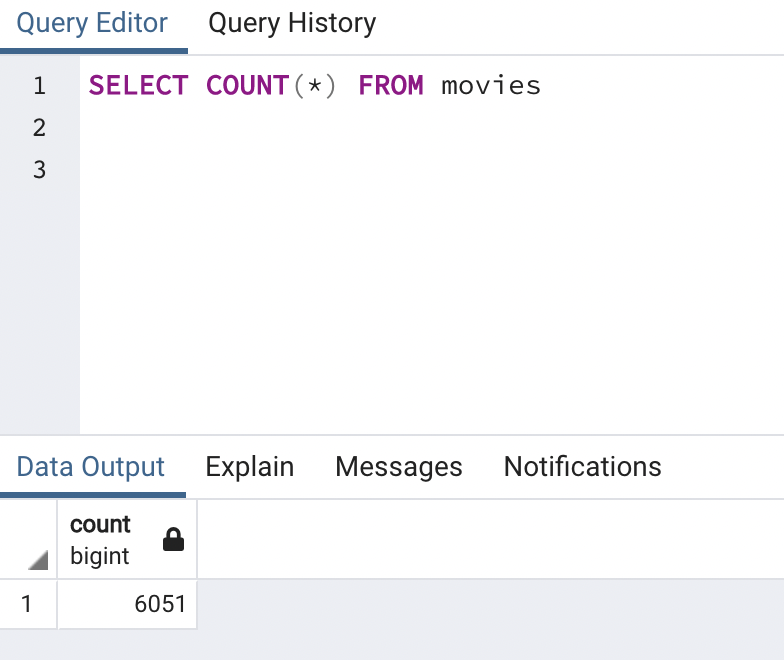 Query Editor Query History
1 SELECT COUNT(*) FROM movies
2
3
Data Output Explain Messages Notifications
count
bigint
1 6051